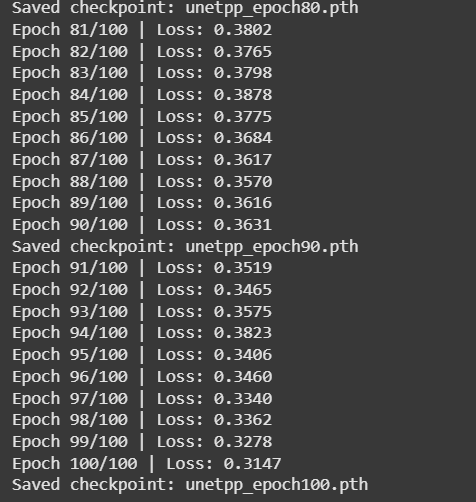 Saved checkpoint: unetpp_epoch80.pth
Epoch 81/100 | Loss: 0.3802
Epoch 82/100 | Loss: 0.3765
Epoch 83/100 | Loss: 0.3798
Epoch 84/100 | Loss: 0.3878
Epoch 85/100 | Loss: 0.3775
Epoch 86/100 | Loss: 0.3684
Epoch 87/100 | Loss: 0.3617
Epoch 88/100 | Loss: 0.3570
Epoch 89/100 | Loss: 0.3616
Epoch 90/100 | Loss: 0.3631
Saved checkpoint: unetpp_epoch90.pth
Epoch 91/100 | Loss: 0.3519
Epoch 92/100 | Loss: 0.3465
Epoch 93/100 | Loss: 0.3575
Epoch 94/100 | Loss: 0.3823
Epoch 95/100 | Loss: 0.3406
Epoch 96/100 | Loss: 0.3460
Epoch 97/100 | Loss: 0.3340
Epoch 98/100 | Loss: 0.3362
Epoch 99/100 | Loss: 0.3278
Epoch 100/100 | Loss: 0.3147
Saved checkpoint: unetpp_epoch100.pth